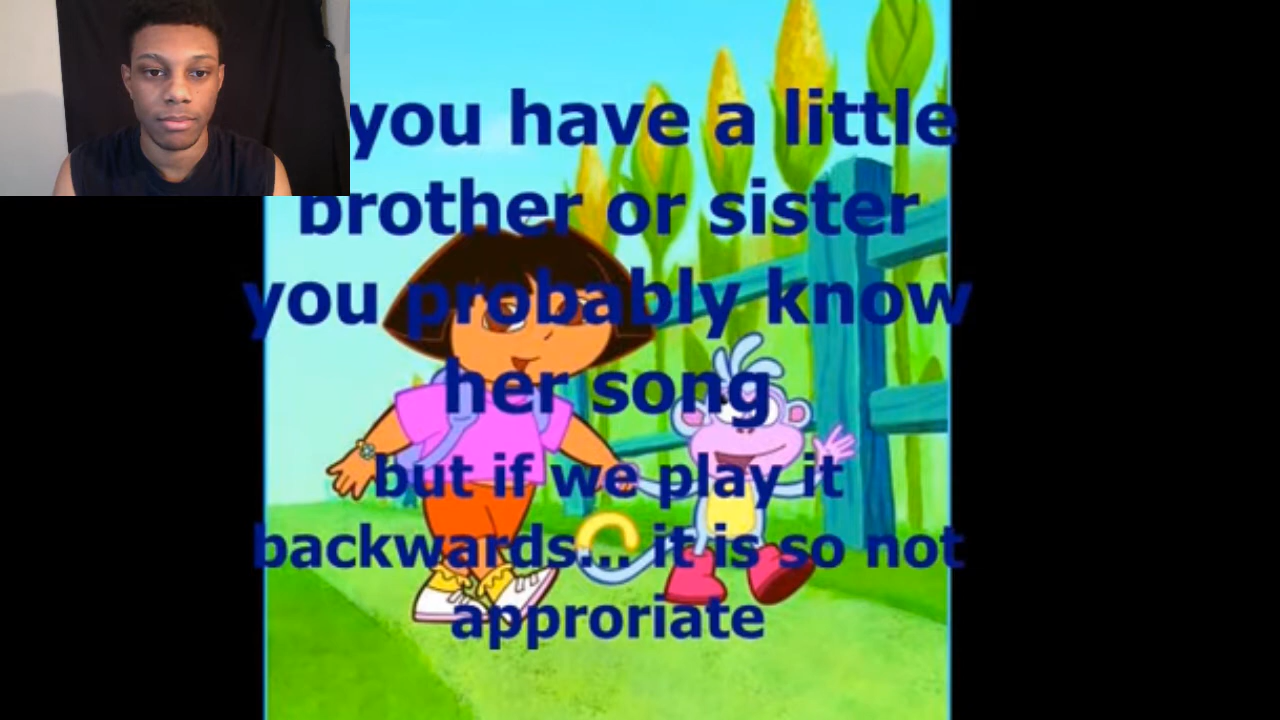 you have a little
brother or sister
you probably know
her song
but if we play it
backwards... it is so not
approriate